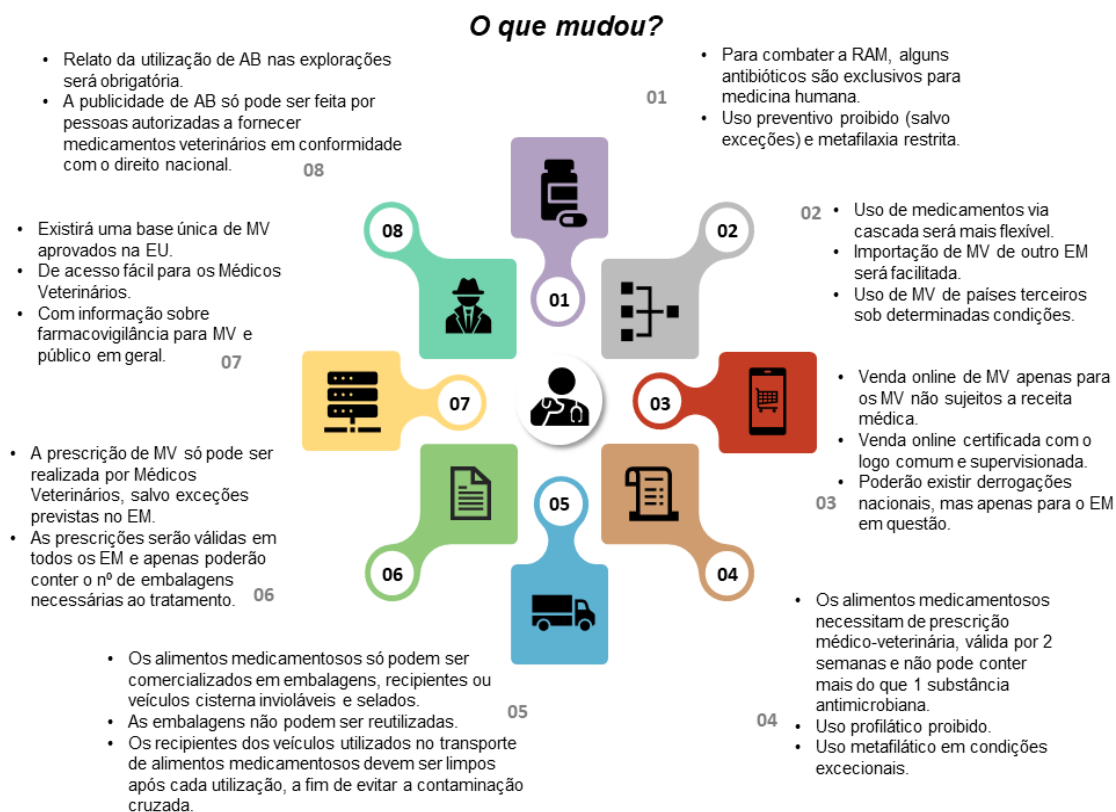 O que mudou?
01
• Para combater a RAM, alguns
antibióticos são exclusivos para
medicina humana.
• Uso preventivo proibido (salvo
exceções) e metafilaxia restrita.
02
• Uso de medicamentos via
cascada será mais flexível.
• Importação de MV de outro EM
será facilitada.
• Uso de MV de países terceiros
sob determinadas condições.
03
• Venda online de MV apenas para
os MV não sujeitos a receita
médica.
• Venda online certificada com o
logo comum e supervisionada.
• Poderão existir derrogações
nacionais, mas apenas para o EM
em questão.
04
• Os alimentos medicamentosos
necessitam de prescrição
médico-veterinária, válida por 2
semanas e não pode conter
mais do que 1 substância
antimicrobiana.
• Uso profilático proibido.
• Uso metafilático em condições
excecionais.
05
• Os alimentos medicamentosos só podem ser
comercializados em embalagens, recipientes ou
veículos cisterna invioláveis e selados.
• As embalagens não podem ser reutilizadas.
• Os recipientes dos veículos utilizados no transporte
de alimentos medicamentosos devem ser limpos
após cada utilização, a fim de evitar a contaminação
cruzada.
06
• A prescrição de MV só pode ser
realizada por Médicos
Veterinários, salvo exceções
previstas no EM.
• As prescrições serão válidas em
todos os EM e apenas poderão
conter o nº de embalagens
necessárias ao tratamento.
07
• Existirá uma base única de MV
aprovados na EU.
• De acesso fácil para os Médicos
Veterinários.
• Com informação sobre
farmacovigilância para MV e
público em geral.
08
• Relato da utilização de AB nas explorações
será obrigatória.
• A publicidade de AB só pode ser feita por
pessoas autorizadas a fornecer
medicamentos veterinários em conformidade
com o direito nacional.
01
02
03
04
05
06
07
08